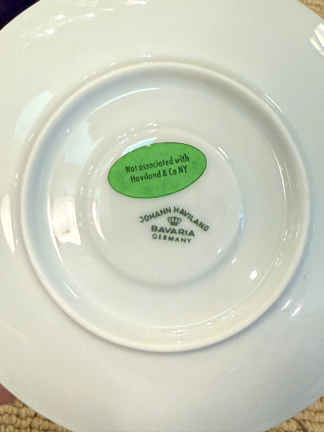 Not associated with
Haviland & Co NY
JOHANN HAVILAND
BAVARIA
GERMANY